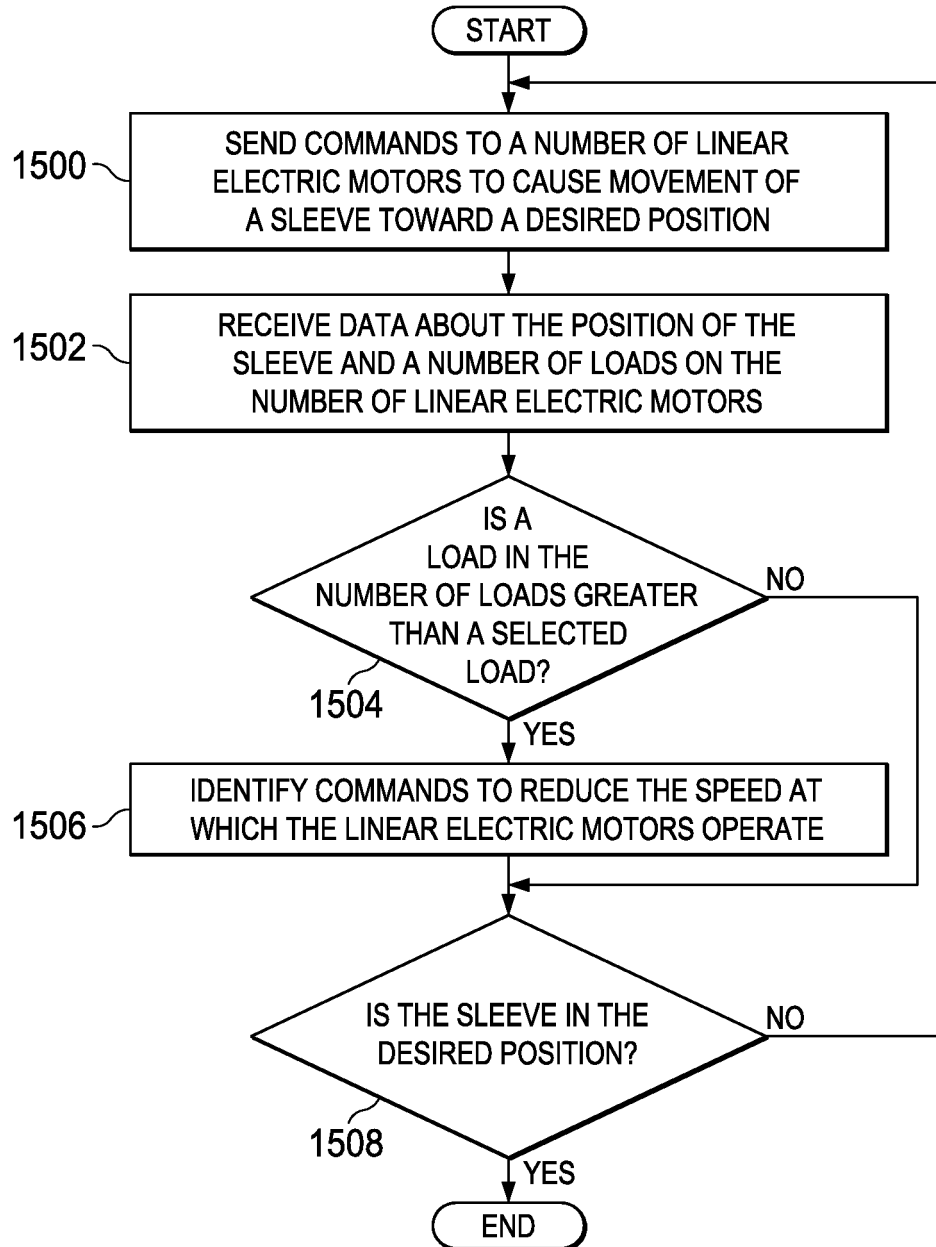 START
1500
SEND COMMANDS TO A NUMBER OF LINEAR
ELECTRIC MOTORS TO CAUSE MOVEMENT OF
A SLEEVE TOWARD A DESIRED POSITION
1502
RECEIVE DATA ABOUT THE POSITION OF THE
SLEEVE AND A NUMBER OF LOADS ON THE
NUMBER OF LINEAR ELECTRIC MOTORS
IS A
LOAD IN THE
NUMBER OF LOADS GREATER
THAN A SELECTED
LOAD?
NO
1504
YES
1506
IDENTIFY COMMANDS TO REDUCE THE SPEED AT
WHICH THE LINEAR ELECTRIC MOTORS OPERATE
IS THE SLEEVE IN THE
DESIRED POSITION?
NO
1508
YES
END